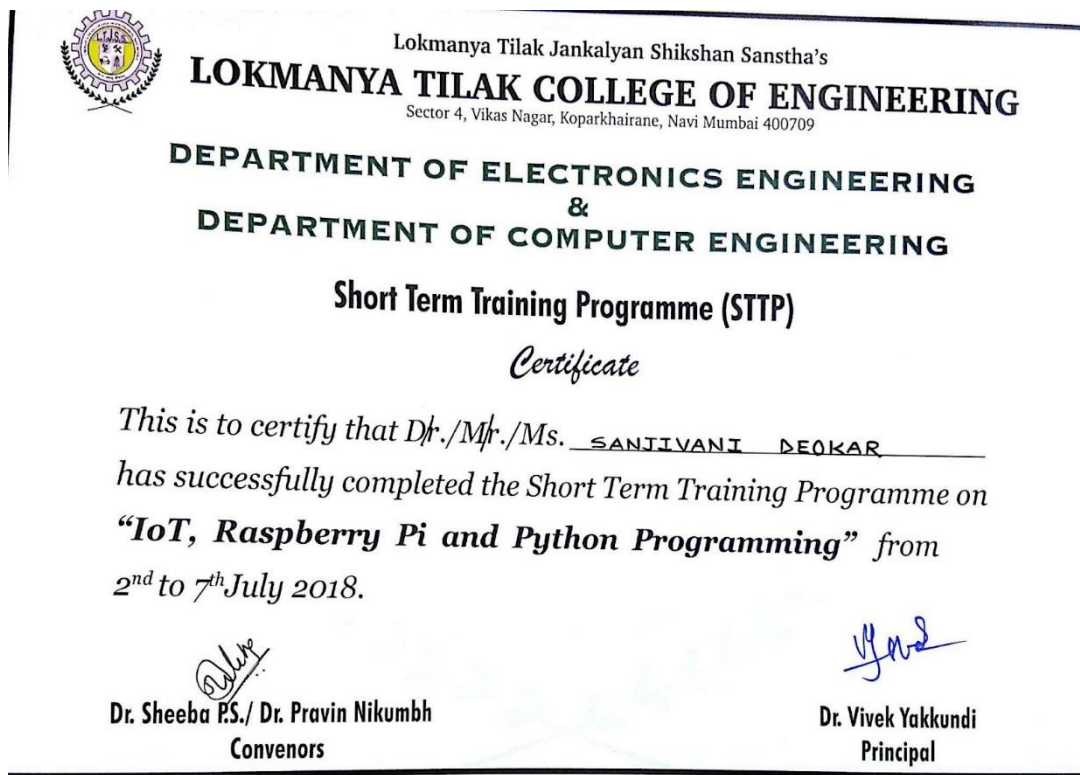 LTJSS
Lokmanya Tilak Jankalyan Shikshan Sanstha's
LOKMANYA TILAK COLLEGE OF ENGINEERING
Sector 4, Vikas Nagar, Koparkhairane, Navi Mumbai 400709
DEPARTMENT OF ELECTRONICS ENGINEERING
&
DEPARTMENT OF COMPUTER ENGINEERING
Short Term Training Programme (STTP)
Certificate
This is to certify that Dr./Mr./Ms. SANJIVANI DEOKAR
has successfully completed the Short Term Training Programme on
“IoT, Raspberry Pi and Python Programming” from
2nd to 7th July 2018.
Dr. Sheeba P.S./ Dr. Pravin Nikumbh
Convenors
Dr. Vivek Yakkundi
Principal